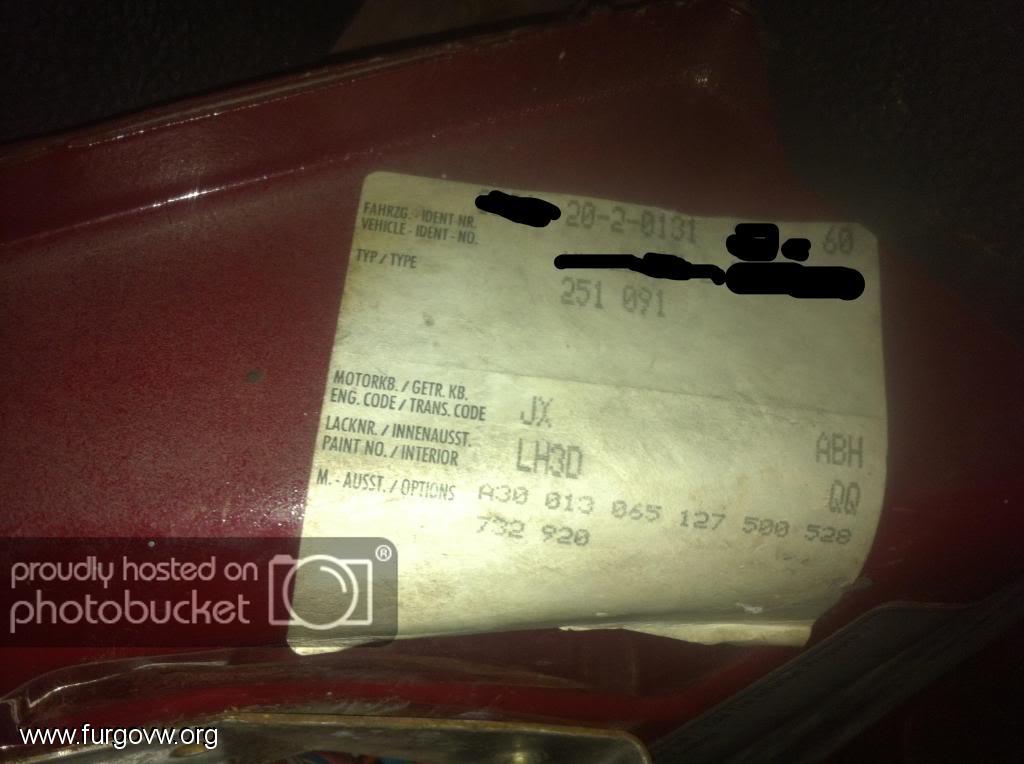 FAHRZG. - IDENT NR. 20-2-0131 60
VEHICLE - IDENT - NO.
TYP / TYPE
251 091
MOTORKB. / GETR. KB.
ENG. CODE / TRANS. CODE JX ABH
LACKNR. / INNENAUSST.
PAINT NO. / INTERIOR LH3D QQ
M. - AUSST. / OPTIONS A30 013 065 127 500 528
732 920
proudly hosted on
photobucket ®
www.furgovw.org